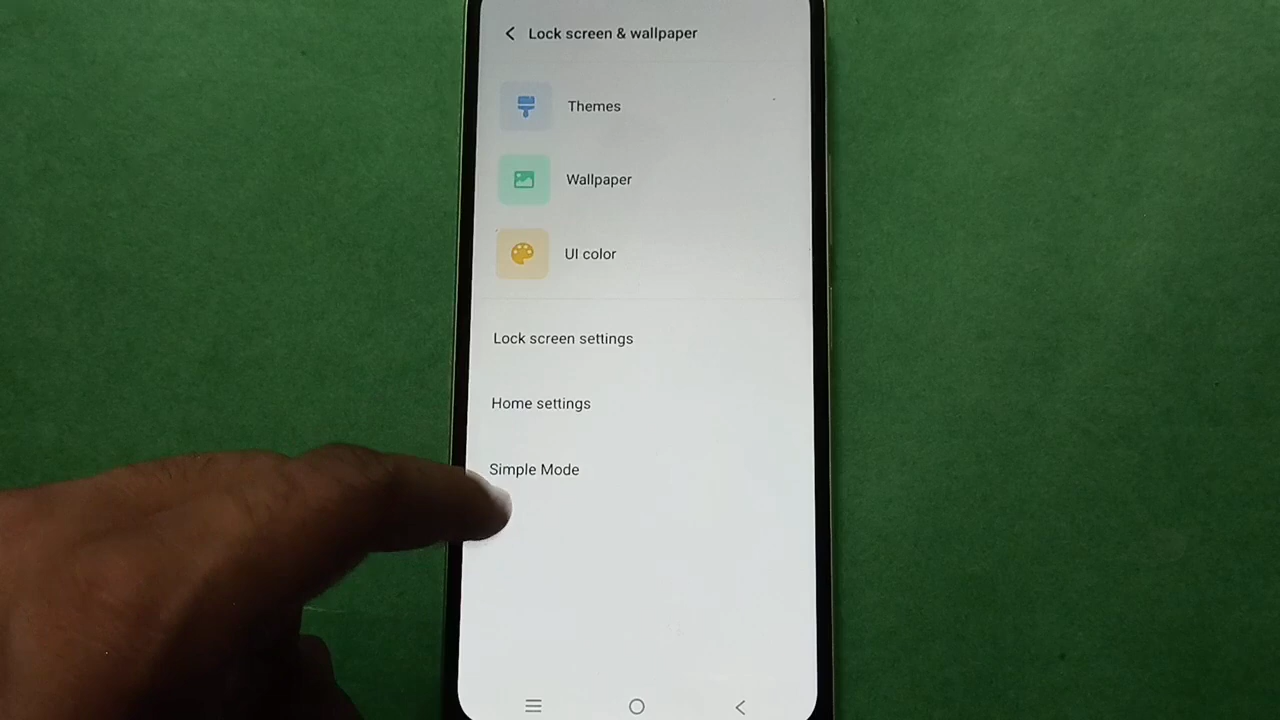 Lock screen & wallpaper
Themes
Wallpaper
UI color
Lock screen settings
Home settings
Simple Mode